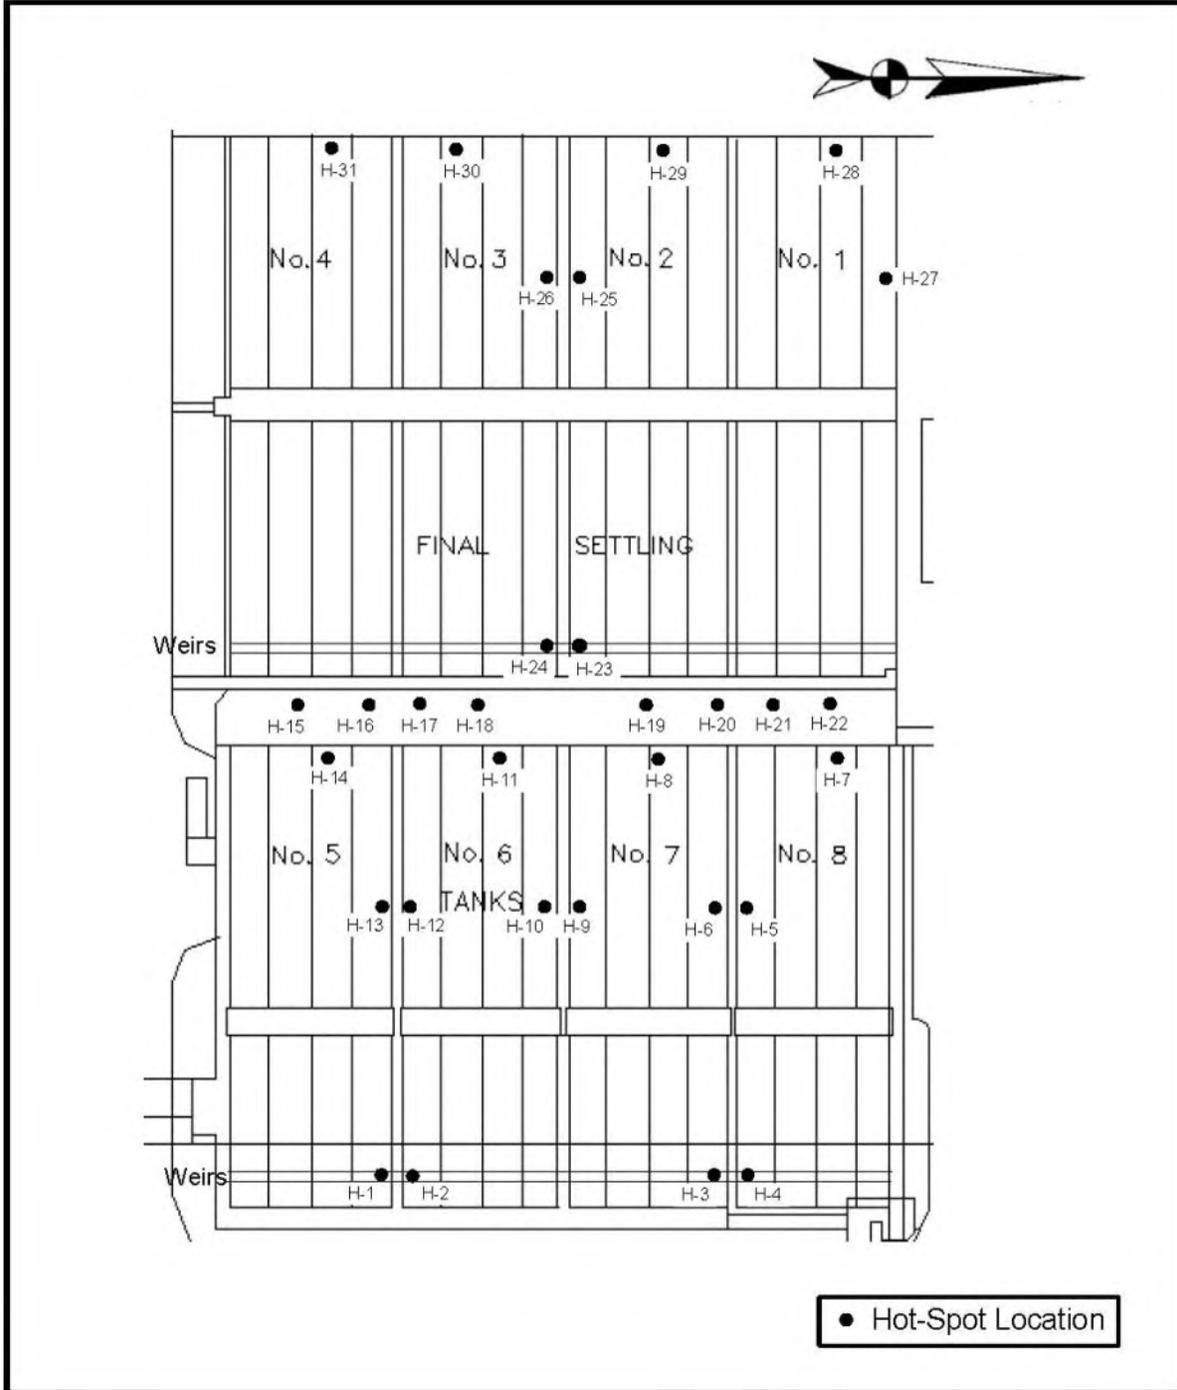 H-31 H-30 H-29 H-28
No. 4 No. 3 No. 2 No. 1
H-26 H-25 H-27
FINAL SETTLING
Weirs
H-24 H-23
H-15 H-16 H-17 H-18 H-19 H-20 H-21 H-22
H-14 H-11 H-8 H-7
No. 5 No. 6 No. 7 No. 8
TANKS
H-13 H-12 H-10 H-9 H-6 H-5
Weirs
H-1 H-2 H-3 H-4
Hot-Spot Location